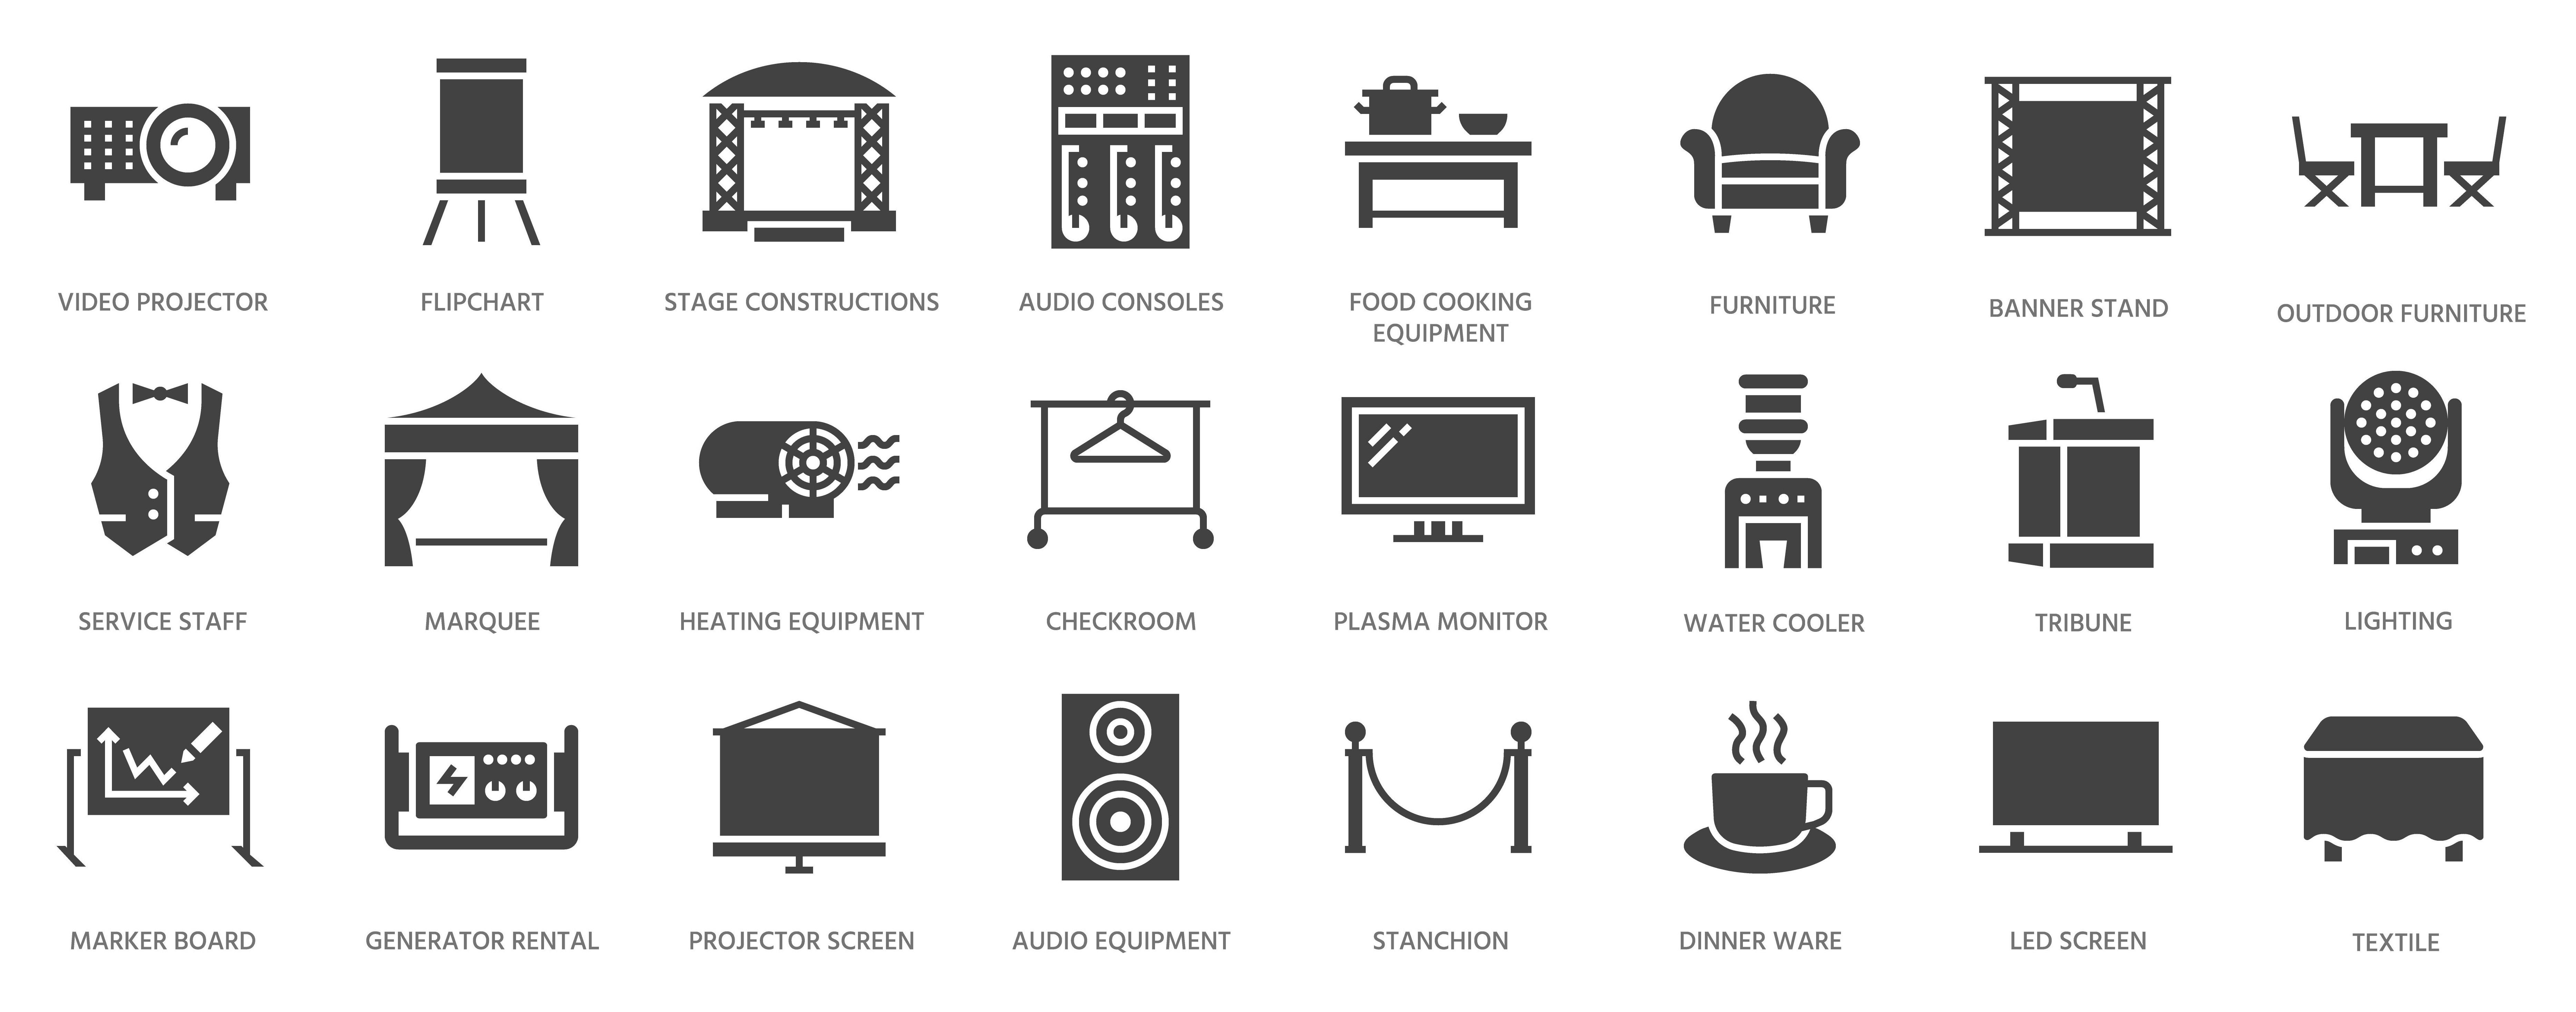 VIDEO PROJECTOR
FLIPCHART
STAGE CONSTRUCTIONS
AUDIO CONSOLES
FOOD COOKING
EQUIPMENT
FURNITURE
BANNER STAND
OUTDOOR FURNITURE
SERVICE STAFF
MARQUEE
HEATING EQUIPMENT
CHECKROOM
PLASMA MONITOR
WATER COOLER
TRIBUNE
LIGHTING
MARKER BOARD
GENERATOR RENTAL
PROJECTOR SCREEN
AUDIO EQUIPMENT
STANCHION
DINNER WARE
LED SCREEN
TEXTILE